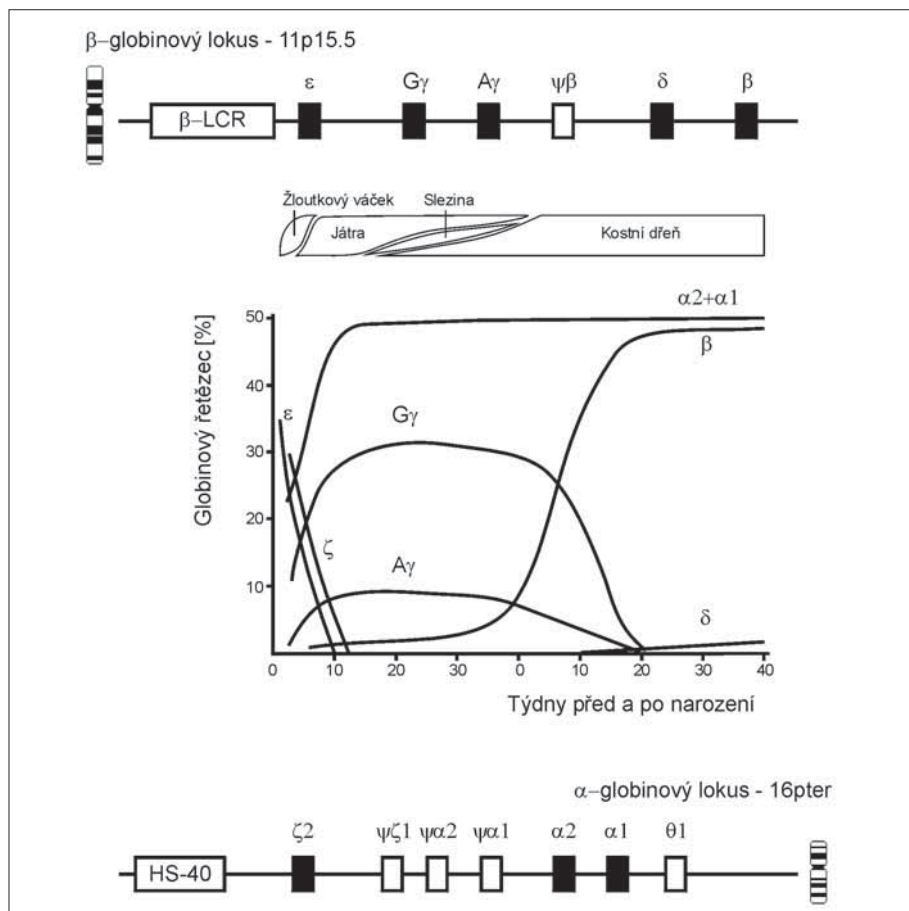 β–globinový lokus - 11p15.5
ε Gγ Aγ ψβ δ β
β–LCR
Žloutkový váček Slezina
Játra Kostní dřeň
Globinový řetězec [%]
50
40
30
20
10
0
α2+α1
β
ε
Gγ
ζ
Aγ
δ
0 10 20 30 0 10 20 30 40
Týdny před a po narození
α–globinový lokus - 16pter
ζ2 ψζ1 ψα2 ψα1 α2 α1 θ1
HS-40